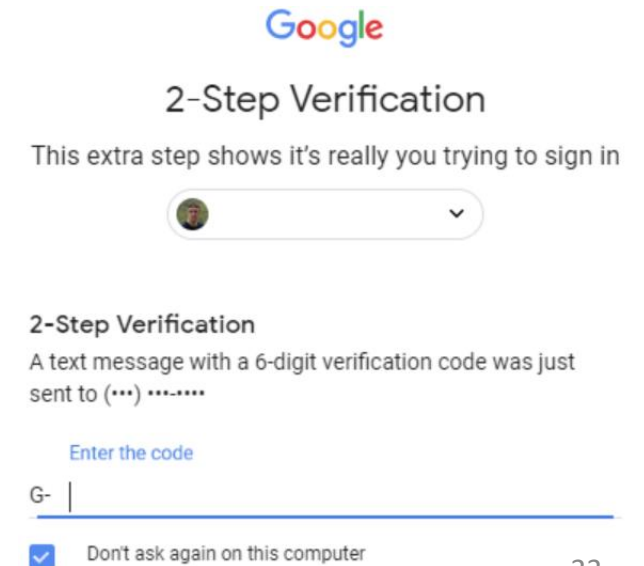 Google
2-Step Verification
This extra step shows it's really you trying to sign in
2-Step Verification
A text message with a 6-digit verification code was just
sent to (•••) •••-••••
Enter the code
G-
Don't ask again on this computer